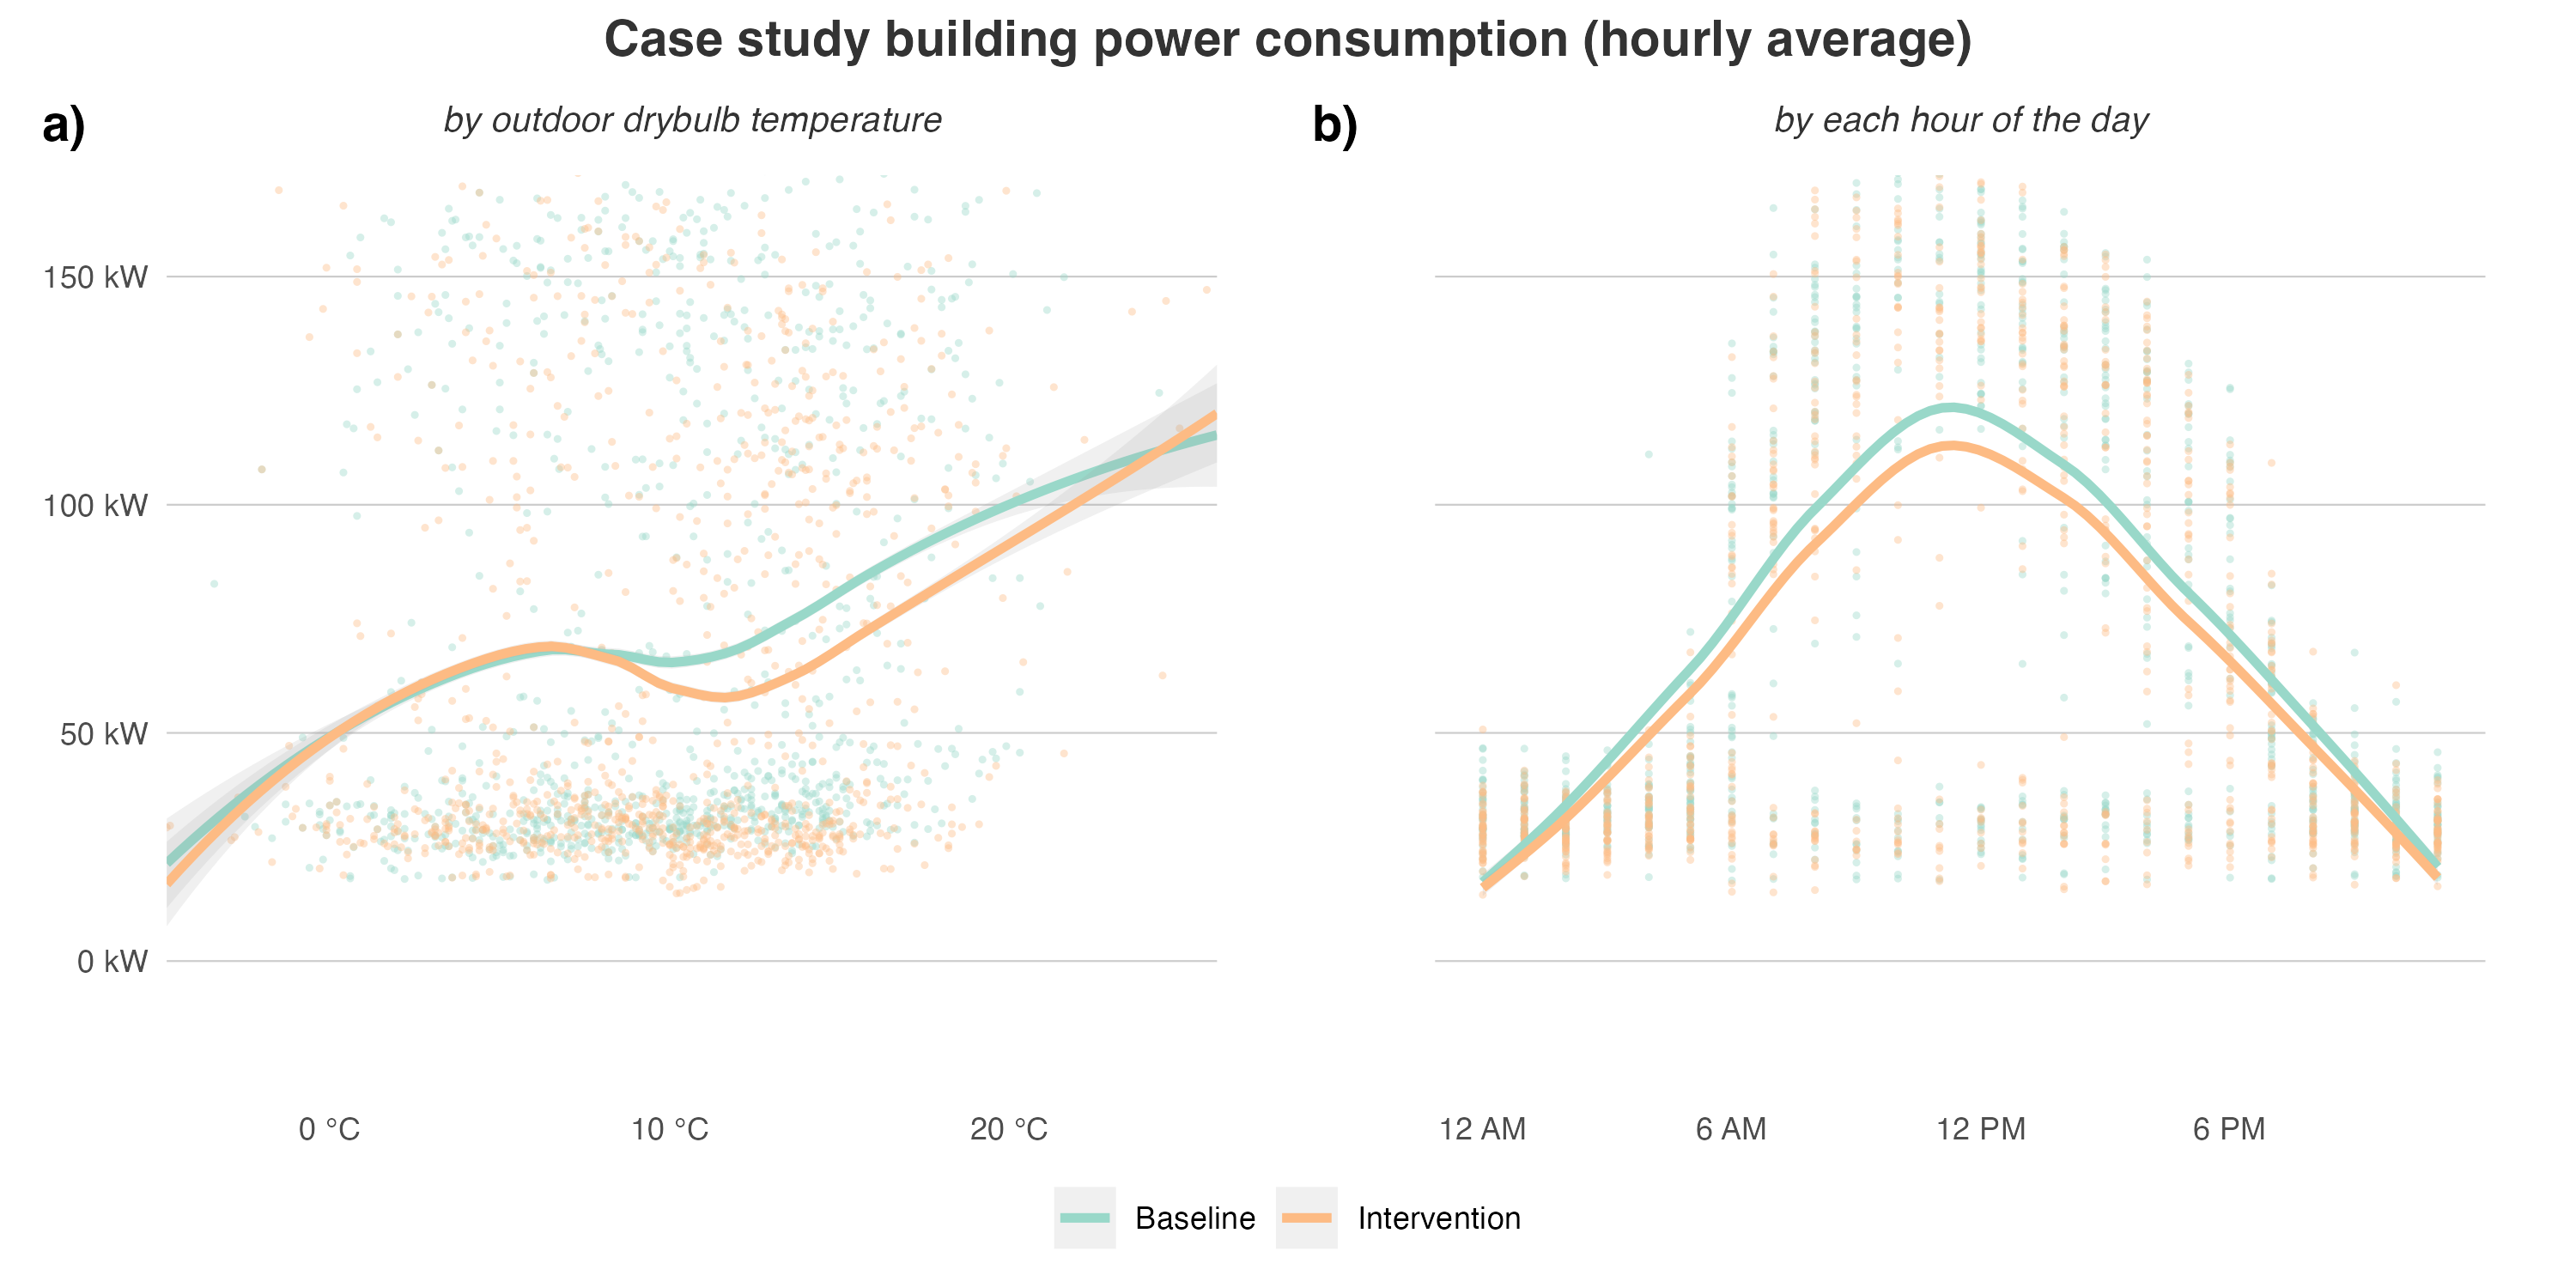 Case study building power consumption (hourly average)
a)
by outdoor drybulb temperature
150 kW
100 kW
50 kW
0 kW
0 °C 10 °C 20 °C
b)
by each hour of the day
12 AM 6 AM 12 PM 6 PM
Baseline Intervention